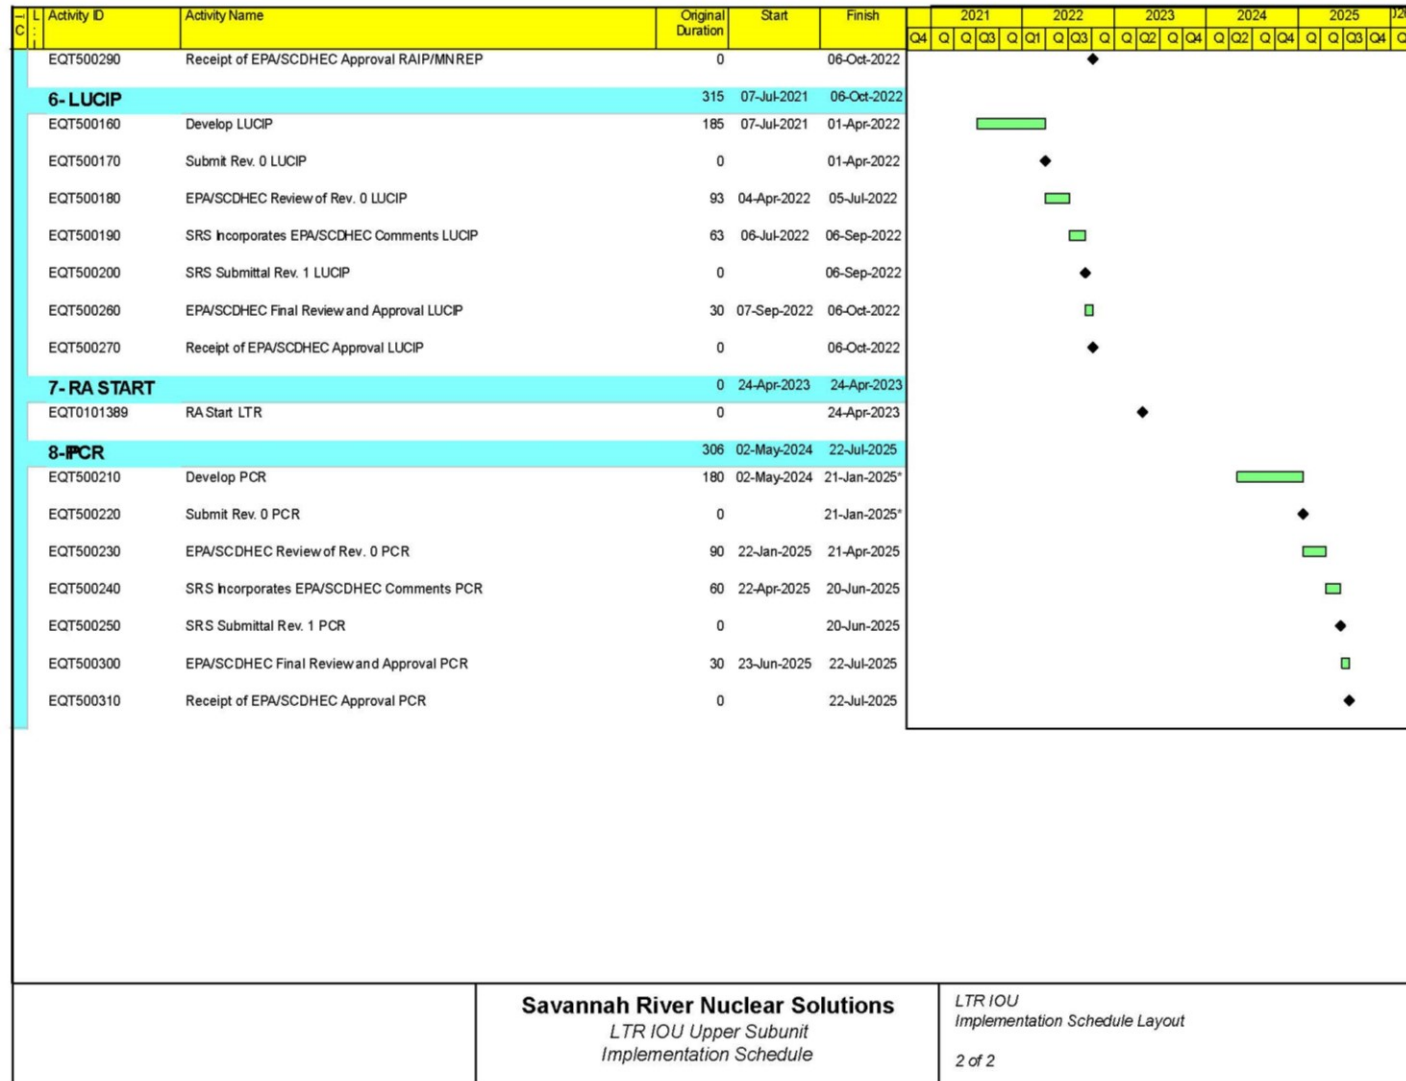 C L Activity ID Activity Name Original Duration Start Finish 2021 2022 2023 2024 2025
Q4 Q Q Q3 Q Q1 Q Q3 Q Q Q2 Q Q4 Q Q2 Q Q4 Q Q Q3 Q4 Q
EQT500290 Receipt of EPA/SCDHEC Approval RAIP/MNREP 0 06-Oct-2022
6- LUCIP 315 07-Jul-2021 06-Oct-2022
EQT500160 Develop LUCIP 185 07-Jul-2021 01-Apr-2022
EQT500170 Submit Rev. 0 LUCIP 0 01-Apr-2022
EQT500180 EPA/SCDHEC Review of Rev. 0 LUCIP 93 04-Apr-2022 05-Jul-2022
EQT500190 SRS Incorporates EPA/SCDHEC Comments LUCIP 63 06-Jul-2022 06-Sep-2022
EQT500200 SRS Submittal Rev. 1 LUCIP 0 06-Sep-2022
EQT500260 EPA/SCDHEC Final Review and Approval LUCIP 30 07-Sep-2022 06-Oct-2022
EQT500270 Receipt of EPA/SCDHEC Approval LUCIP 0 06-Oct-2022
7- RA START 0 24-Apr-2023 24-Apr-2023
EQT0101389 RA Start LTR 0 24-Apr-2023
8- PCR 306 02-May-2024 22-Jul-2025
EQT500210 Develop PCR 180 02-May-2024 21-Jan-2025*
EQT500220 Submit Rev. 0 PCR 0 21-Jan-2025*
EQT500230 EPA/SCDHEC Review of Rev. 0 PCR 90 22-Jan-2025 21-Apr-2025
EQT500240 SRS Incorporates EPA/SCDHEC Comments PCR 60 22-Apr-2025 20-Jun-2025
EQT500250 SRS Submittal Rev. 1 PCR 0 20-Jun-2025
EQT500300 EPA/SCDHEC Final Review and Approval PCR 30 23-Jun-2025 22-Jul-2025
EQT500310 Receipt of EPA/SCDHEC Approval PCR 0 22-Jul-2025
Savannah River Nuclear Solutions
LTR IOU Upper Subunit
Implementation Schedule
LTR IOU
Implementation Schedule Layout
2 of 2